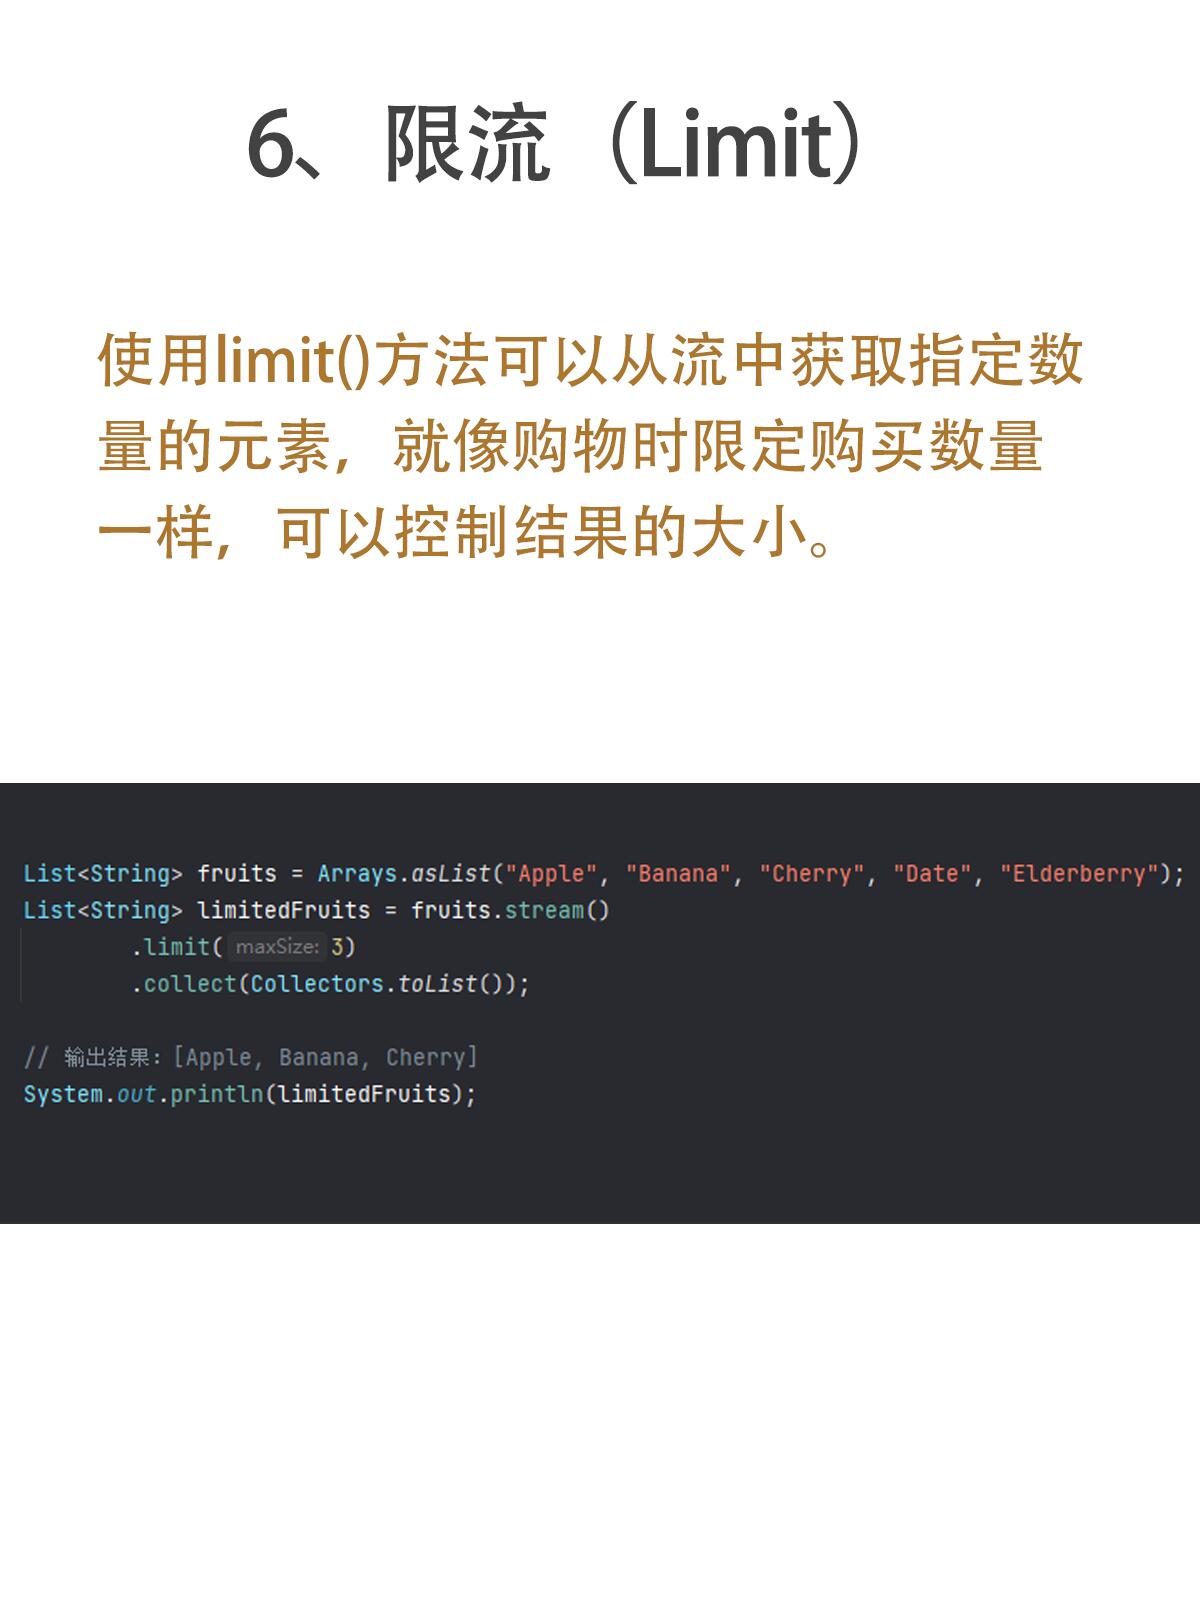 6、限流（Limit）
使用limit()方法可以从流中获取指定数
量的元素，就像购物时限定购买数量
一样，可以控制结果的大小。
List<String> fruits = Arrays.asList("Apple", "Banana", "Cherry", "Date", "Elderberry");
List<String> limitedFruits = fruits.stream()
        .limit( maxSize: 3)
        .collect(Collectors.toList());
// 输出结果：[Apple, Banana, Cherry]
System.out.println(limitedFruits);